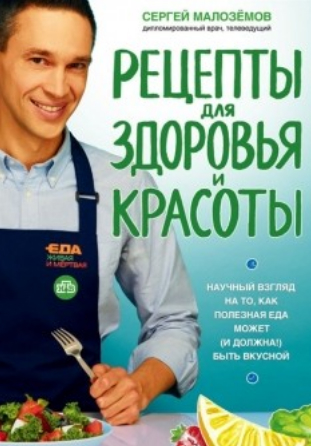 СЕРГЕЙ МАЛОЗЁМОВ
дипломированный врач, телеведущий
РЕЦЕПТЫ
для
ЗДОРОВЬЯ
и
КРАСОТЫ
ЕДА
ЖИВАЯ
И МЁРТВАЯ
НТВ
НАУЧНЫЙ ВЗГЛЯД
НА ТО, КАК
ПОЛЕЗНАЯ ЕДА
МОЖЕТ
(И ДОЛЖНА!)
БЫТЬ ВКУСНОЙ